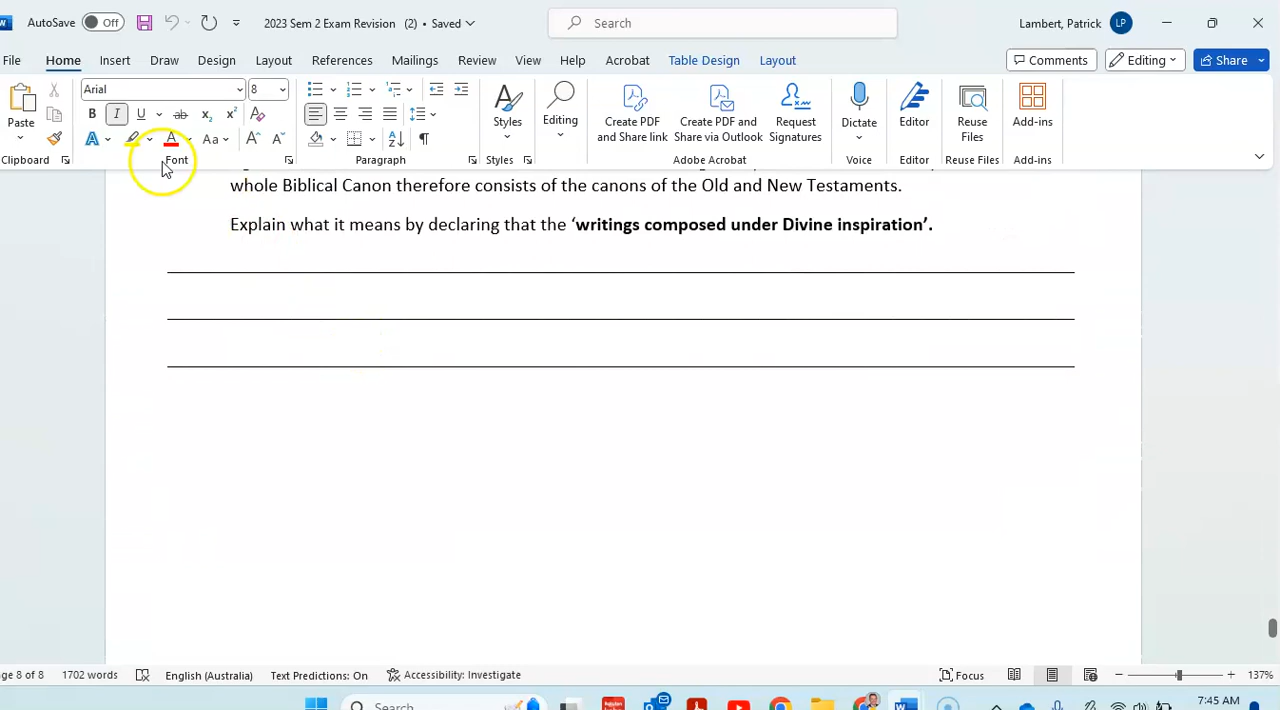 AutoSave Off 2023 Sem 2 Exam Revision (2) • Saved Search Lambert, Patrick LP
File Home Insert Draw Design Layout References Mailings Review View Help Acrobat Table Design Layout Comments Editing Share
Arial 8
Paste Styles Editing Create PDF and Share link Create PDF and Share via Outlook Request Signatures Dictate Editor Reuse Files Add-ins
Clipboard Font Paragraph Styles Adobe Acrobat Voice Editor Reuse Files Add-ins
whole Biblical Canon therefore consists of the canons of the Old and New Testaments.
Explain what it means by declaring that the ‘writings composed under Divine inspiration’.
age 8 of 8 1702 words English (Australia) Text Predictions: On Accessibility: Investigate Focus 137%
Search 7:45 AM